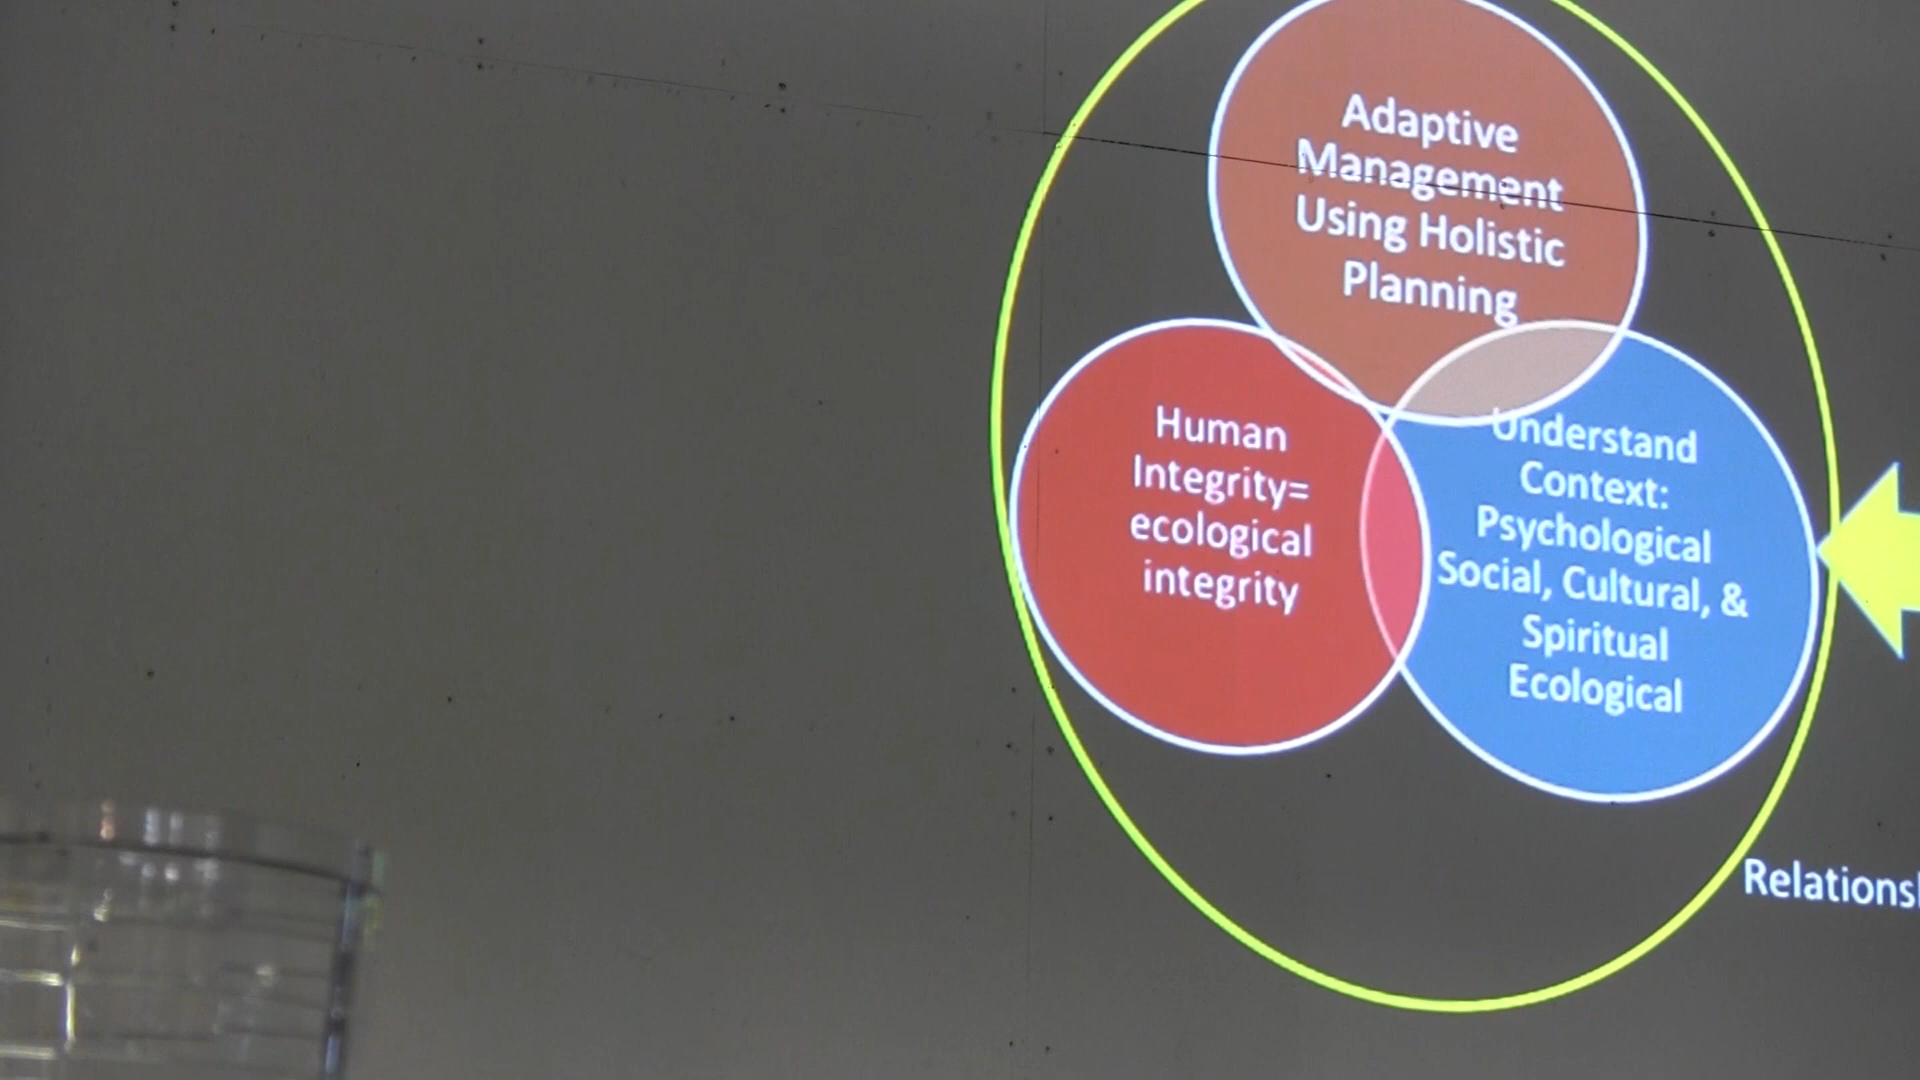 Adaptive
Management
Using Holistic
Planning
Human
Integrity=
ecological
integrity
Understand
Context:
Psychological
Social, Cultural, &
Spiritual
Ecological